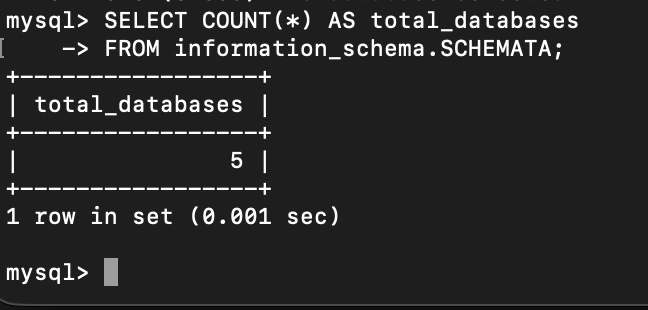 mysql> SELECT COUNT(*) AS total_databases
    -> FROM information_schema.SCHEMATA;
+-----------------+
| total_databases |
+-----------------+
|               5 |
+-----------------+
1 row in set (0.001 sec)

mysql>